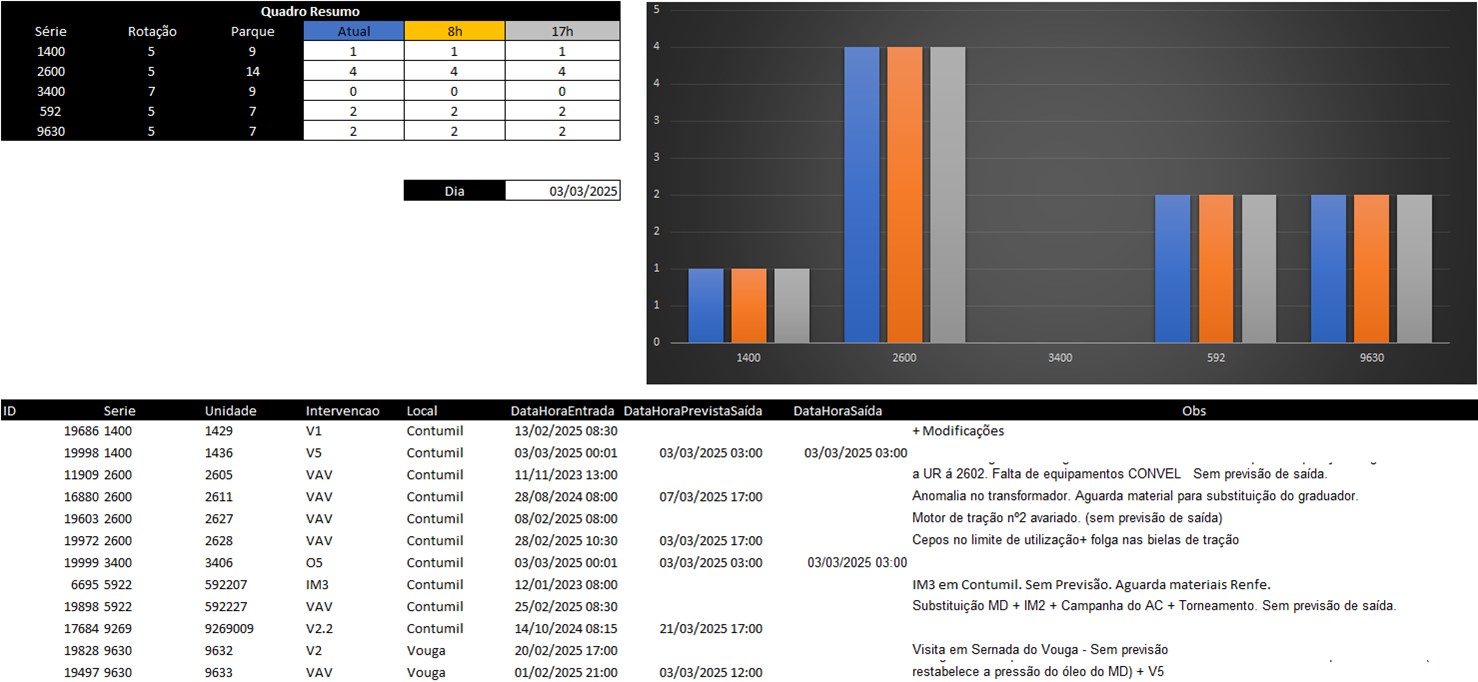 Quadro Resumo
Série Rotação Parque Atual 8h 17h
1400 5 9 1 1 1
2600 5 14 4 4 4
3400 7 9 0 0 0
592 5 7 2 2 2
9630 5 7 2 2 2
Dia 03/03/2025
5
4
4
3
3
2
2
1
1
0
1400 2600 3400 592 9630
ID Serie Unidade Intervencao Local DataHoraEntrada DataHoraPrevistaSaída DataHoraSaída Obs
19686 1400 1429 V1 Contumil 13/02/2025 08:30 + Modificações
19998 1400 1436 V5 Contumil 03/03/2025 00:01 03/03/2025 03:00 03/03/2025 03:00
11909 2600 2605 VAV Contumil 11/11/2023 13:00 a UR á 2602. Falta de equipamentos CONVEL Sem previsão de saída.
16880 2600 2611 VAV Contumil 28/08/2024 08:00 07/03/2025 17:00 Anomalia no transformador. Aguarda material para substituição do graduador.
19603 2600 2627 VAV Contumil 08/02/2025 08:00 Motor de tração nº2 avariado. (sem previsão de saída)
19972 2600 2628 VAV Contumil 28/02/2025 10:30 03/03/2025 17:00 Cepos no limite de utilização+ folga nas bielas de tração
19999 3400 3406 O5 Contumil 03/03/2025 00:01 03/03/2025 03:00 03/03/2025 03:00
6695 5922 592207 IM3 Contumil 12/01/2023 08:00 IM3 em Contumil. Sem Previsão. Aguarda materiais Renfe.
19898 5922 592227 VAV Contumil 25/02/2025 08:30 Substituição MD + IM2 + Campanha do AC + Torneamento. Sem previsão de saída.
17684 9269 9269009 V2.2 Contumil 14/10/2024 08:15 21/03/2025 17:00
19828 9630 9632 V2 Vouga 20/02/2025 17:00 Visita em Sernada do Vouga - Sem previsão
19497 9630 9633 VAV Vouga 01/02/2025 21:00 03/03/2025 12:00 restabelece a pressão do óleo do MD) + V5